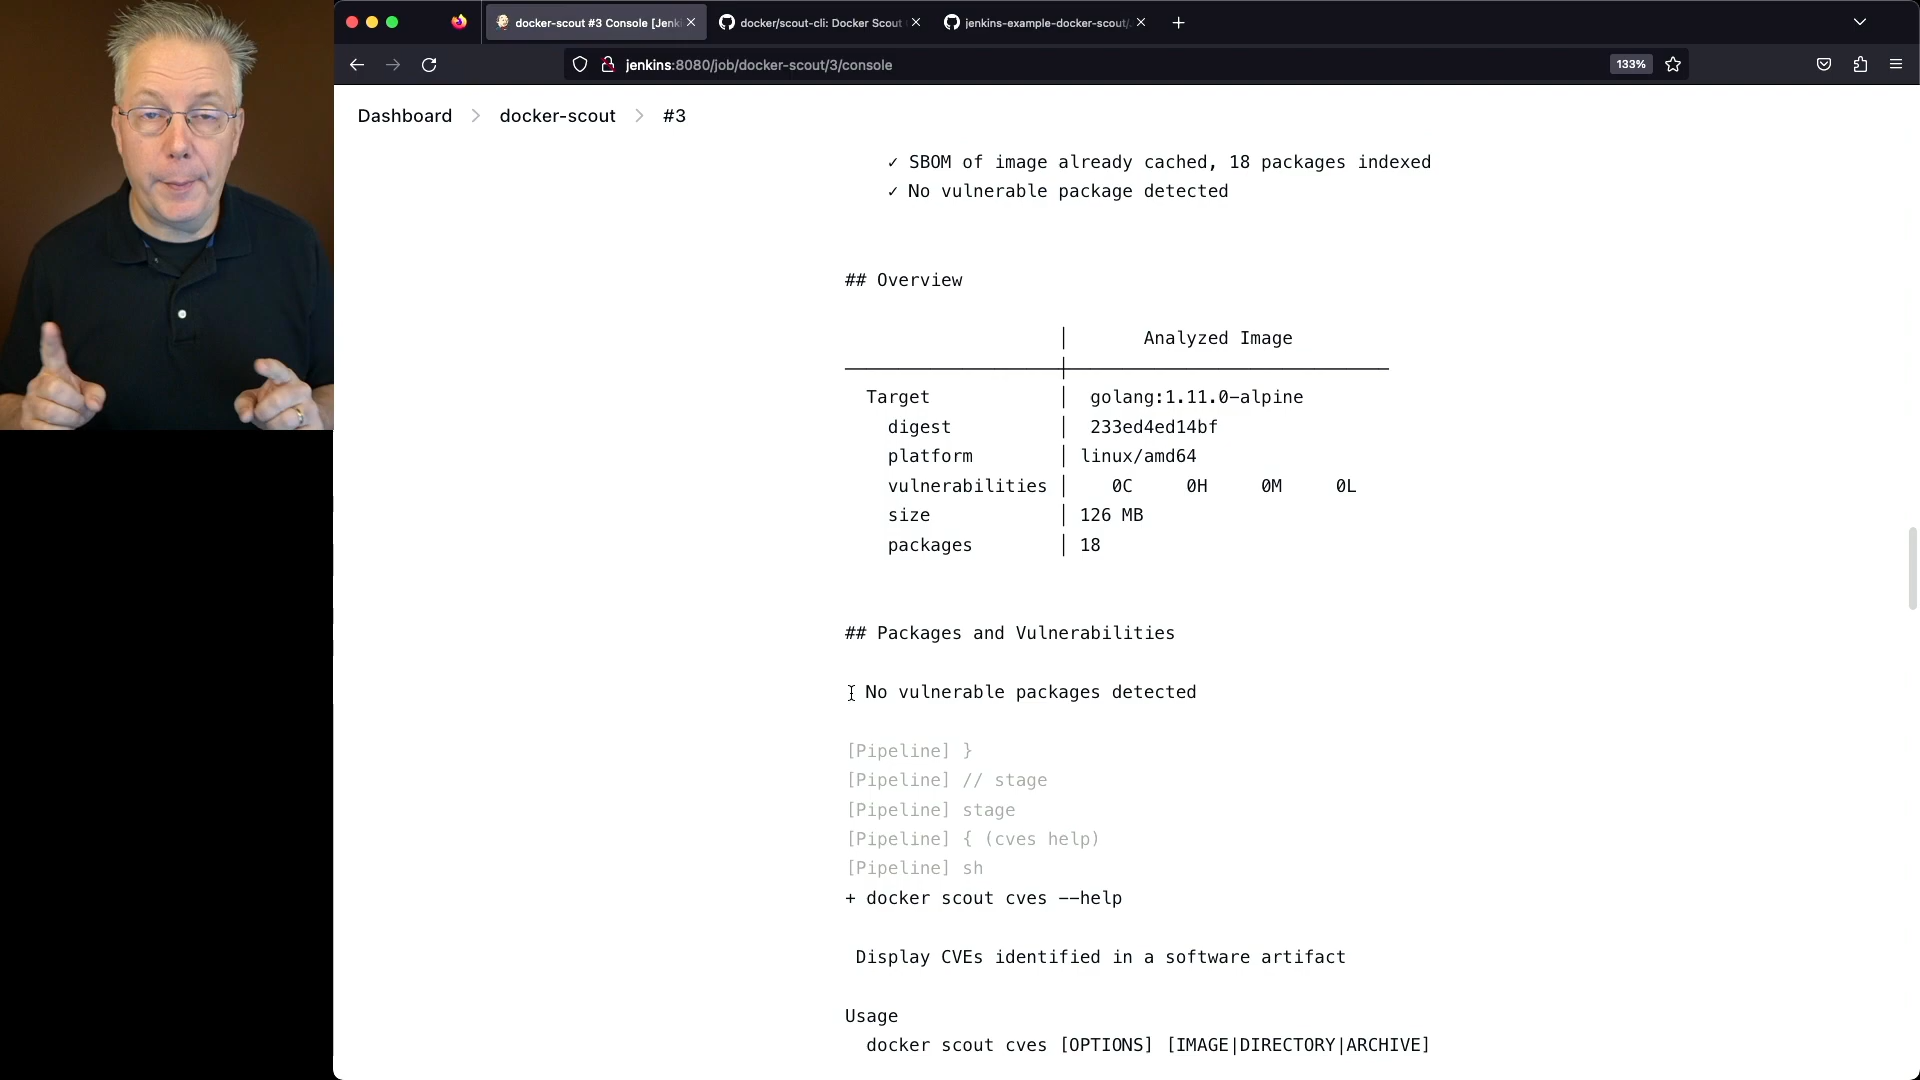 docker-scout #3 Console [Jenki
docker/scout-cli: Docker Scout
jenkins-example-docker-scout/.
jenkins:8080/job/docker-scout/3/console
133%
Dashboard > docker-scout > #3
✓ SBOM of image already cached, 18 packages indexed
✓ No vulnerable package detected
## Overview
│ Analyzed Image
Target │ golang:1.11.0-alpine
digest │ 233ed4ed14bf
platform │ linux/amd64
vulnerabilities │ 0C 0H 0M 0L
size │ 126 MB
packages │ 18
## Packages and Vulnerabilities
No vulnerable packages detected
[Pipeline] }
[Pipeline] // stage
[Pipeline] stage
[Pipeline] { (cves help)
[Pipeline] sh
+ docker scout cves --help
Display CVEs identified in a software artifact
Usage
docker scout cves [OPTIONS] [IMAGE|DIRECTORY|ARCHIVE]